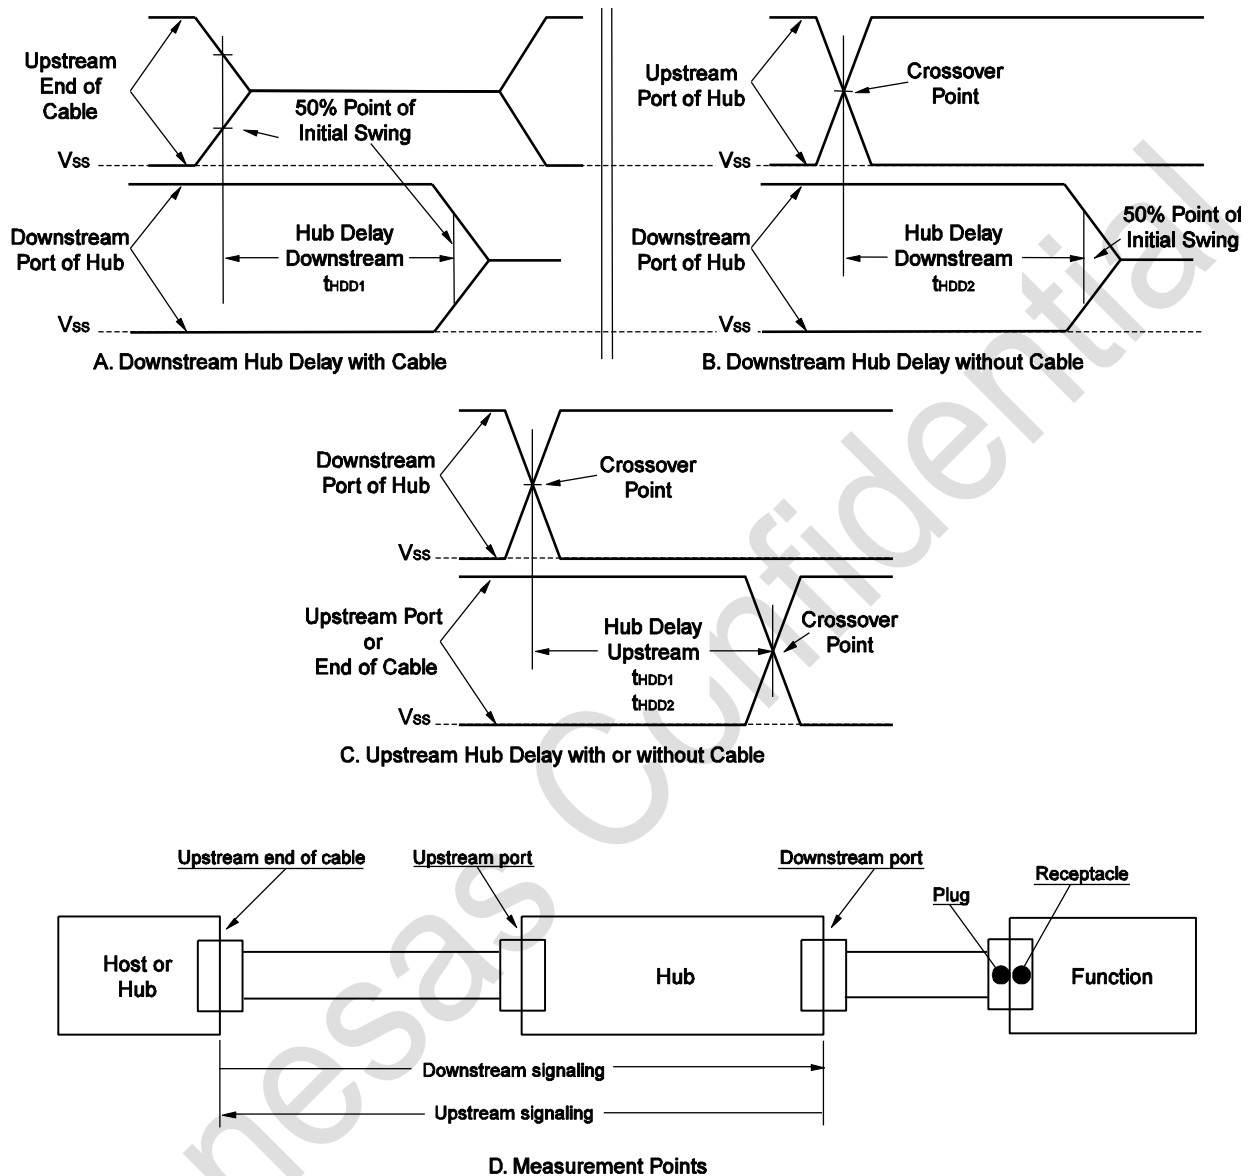 Upstream
End of
Cable
50% Point of
Initial Swing
Vss
Downstream
Port of Hub
Hub Delay
Downstream
tHDD1
Vss
A. Downstream Hub Delay with Cable
Upstream
Port of Hub
Crossover
Point
Vss
Downstream
Port of Hub
Hub Delay
Downstream
tHDD2
50% Point of
Initial Swing
Vss
B. Downstream Hub Delay without Cable
Downstream
Port of Hub
Crossover
Point
Vss
Upstream Port
or
End of Cable
Hub Delay
Upstream
tHDD1
tHDD2
Crossover
Point
Vss
C. Upstream Hub Delay with or without Cable
Upstream end of cable
Upstream port
Downstream port
Receptacle
Plug
Host or
Hub
Hub
Function
Downstream signaling
Upstream signaling
D. Measurement Points
nesas Confidential